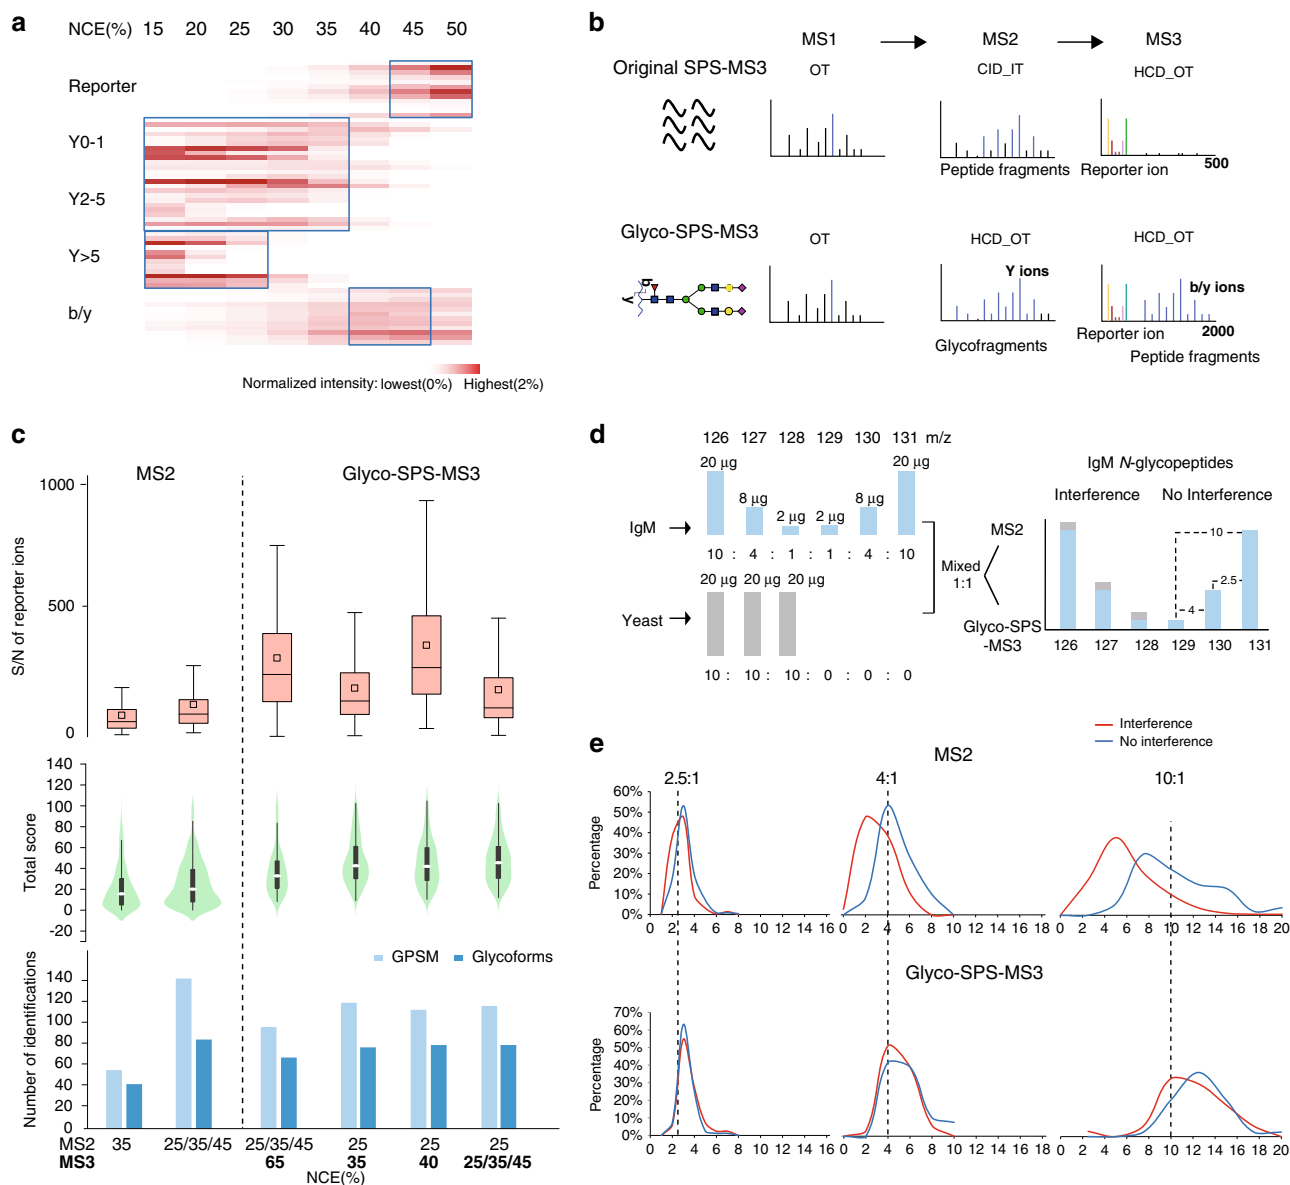 a
NCE(%) 15 20 25 30 35 40 45 50
Reporter
Y0-1
Y2-5
Y>5
b/y
Normalized intensity: lowest(0%) Highest(2%)
b
MS1 MS2 MS3
Original SPS-MS3
OT CID_IT HCD_OT
Peptide fragments Reporter ion 500
Glyco-SPS-MS3
OT HCD_OT HCD_OT
b
y
Y ions
b/y ions
Reporter ion 2000
Glycofragments
Peptide fragments
c
MS2 Glyco-SPS-MS3
S/N of reporter ions
1000
500
0
Total score
140
120
100
80
60
40
20
0
-20
GPSM Glycoforms
Number of identifications
140
120
100
80
60
40
20
0
MS2 35 25/35/45 25/35/45 25 25 25
MS3 65 35 40 25/35/45
NCE(%)
d
126 127 128 129 130 131 m/z
20 µg 20 µg
8 µg 8 µg
2 µg 2 µg
IgM
10 : 4 : 1 : 1 : 4 : 10
20 µg 20 µg 20 µg
Yeast
10 : 10 : 10 : 0 : 0 : 0
Mixed
1:1
MS2
Glyco-SPS
-MS3
IgM N-glycopeptides
Interference No Interference
10
2.5
4
126 127 128 129 130 131
e
Interference
No interference
MS2
2.5:1 4:1 10:1
Percentage
60%
50%
40%
30%
20%
10%
0%
0 2 4 6 8 10 12 14 16
0 2 4 6 8 10 12 14 16 18
0 2 4 6 8 10 12 14 16 18 20
Glyco-SPS-MS3
Percentage
70%
60%
50%
40%
30%
20%
10%
0%
0 2 4 6 8 10 12 14 16
0 2 4 6 8 10 12 14 16 18
0 2 4 6 8 10 12 14 16 18 20